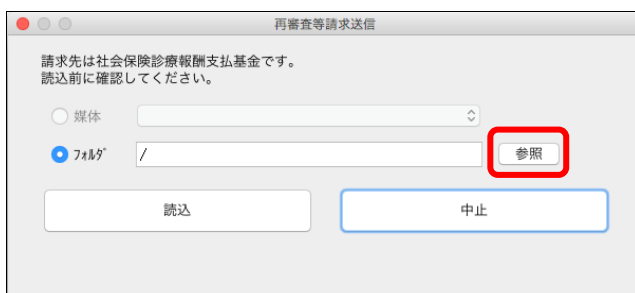 再審査等請求送信
請求先は社会保険診療報酬支払基金です。
読込前に確認してください。
媒体
ﾌｫﾙﾀﾞ /
参照
読込 中止